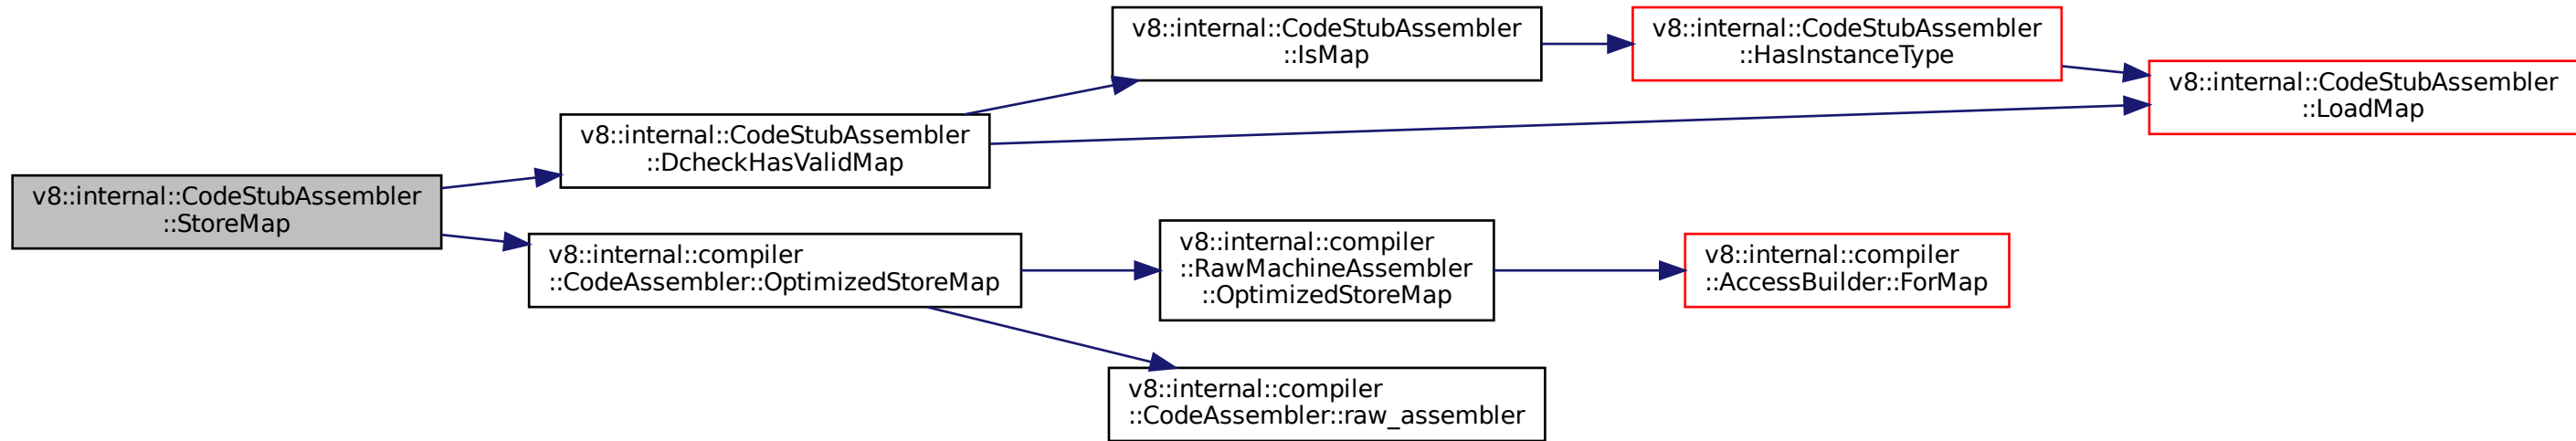 v8::internal::CodeStubAssembler
::StoreMap
v8::internal::CodeStubAssembler
::DcheckHasValidMap
v8::internal::CodeStubAssembler
::IsMap
v8::internal::CodeStubAssembler
::HasInstanceType
v8::internal::CodeStubAssembler
::LoadMap
v8::internal::compiler
::CodeAssembler::OptimizedStoreMap
v8::internal::compiler
::RawMachineAssembler
::OptimizedStoreMap
v8::internal::compiler
::AccessBuilder::ForMap
v8::internal::compiler
::CodeAssembler::raw_assembler